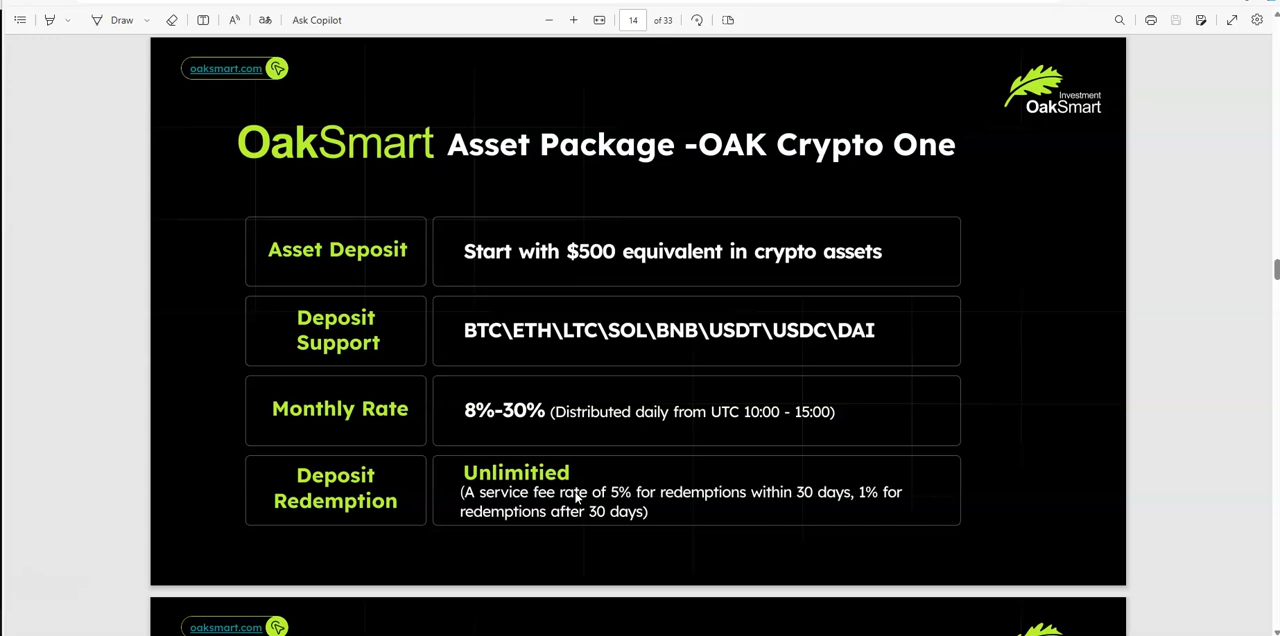 Draw
Ask Copilot
14 of 33
oaksmart.com
Investment
OakSmart
OakSmart Asset Package -OAK Crypto One
Asset Deposit
Start with $500 equivalent in crypto assets
Deposit
Support
BTC\ETH\LTC\SOL\BNB\USDT\USDC\DAI
Monthly Rate
8%-30% (Distributed daily from UTC 10:00 - 15:00)
Deposit
Redemption
Unlimitied
(A service fee rate of 5% for redemptions within 30 days, 1% for
redemptions after 30 days)
oaksmart.com